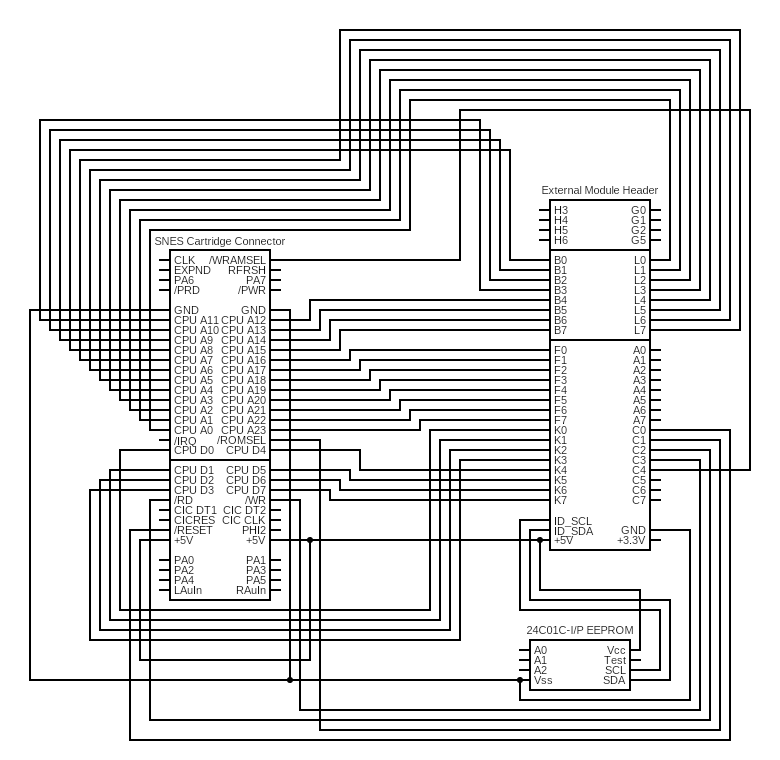 External Module Header
H3 G0
H4 G1
H5 G2
H6 G5
B0 L0
B1 L1
B2 L2
B3 L3
B4 L4
B5 L5
B6 L6
B7 L7
F0 A0
F1 A1
F2 A2
F3 A3
F4 A4
F5 A5
F6 A6
F7 A7
K0 C0
K1 C1
K2 C2
K3 C3
K4 C4
K5 C5
K6 C6
K7 C7
ID_SCL
ID_SDA GND
+5V +3.3V
SNES Cartridge Connector
CLK /WRAMSEL
EXPND RFRSH
PA6 PA7
/PRD /PWR
GND GND
CPU A11 CPU A12
CPU A10 CPU A13
CPU A9 CPU A14
CPU A8 CPU A15
CPU A7 CPU A16
CPU A6 CPU A17
CPU A5 CPU A18
CPU A4 CPU A19
CPU A3 CPU A20
CPU A2 CPU A21
CPU A1 CPU A22
CPU A0 CPU A23
/IRQ /ROMSEL
CPU D0 CPU D4
CPU D1 CPU D5
CPU D2 CPU D6
CPU D3 CPU D7
/RD /WR
CIC DT1 CIC DT2
CICRES CIC CLK
/RESET PHI2
+5V +5V
PA0 PA1
PA2 PA3
PA4 PA5
LAuIn RAuIn
24C01C-I/P EEPROM
A0 Vcc
A1 Test
A2 SCL
Vss SDA